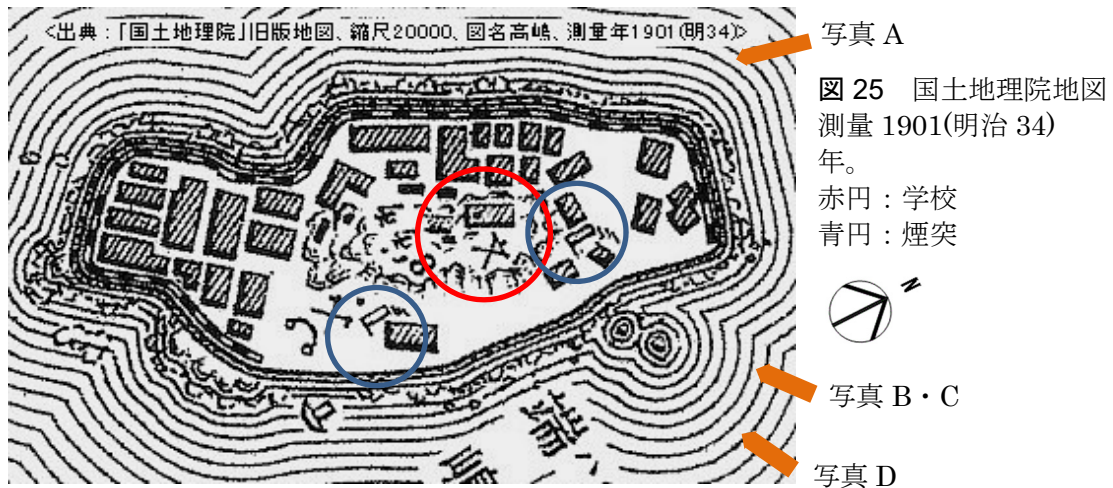 <出典：「国土地理院」旧版地図、縮尺20000、図名高嶋、測量年1901(明34)>
写真 A
図 25 国土地理院地図
測量 1901(明治 34)
年。
赤円：学校
青円：煙突
N
写真 B・C
写真 D
端